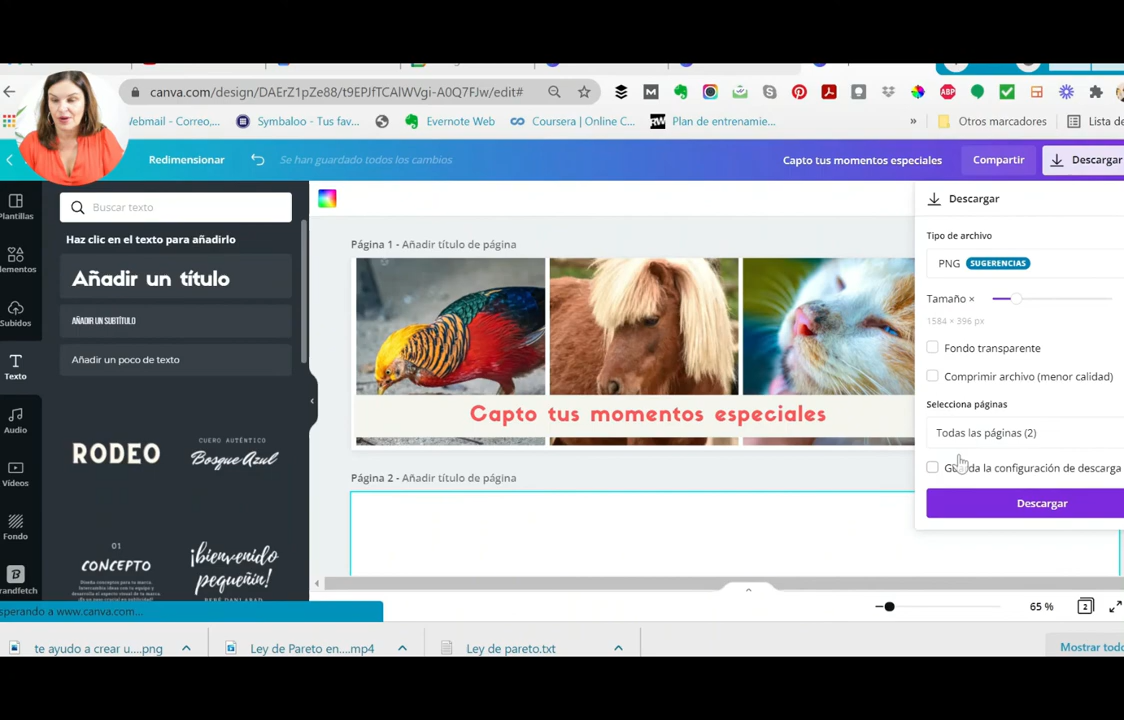 canva.com/design/DAErZ1pZe88/t9EPJfTCAlWVgi-A0Q7FJw/edit#
Vebmail - Correo,...
Symbaloo - Tus fav...
Evernote Web
Coursera | Online C...
Plan de entrenamie...
»
Otros marcadores
Lista de
Redimensionar
Se han guardado todos los cambios
Capto tus momentos especiales
Compartir
Descargar
Plantillas
lementos
Subidos
Texto
Audio
Vídeos
Fondo
randfetch
Buscar texto
Haz clic en el texto para añadirlo
Añadir un título
AÑADIR UN SUBTÍTULO
Añadir un poco de texto
RODEO
CUERO AUTÉNTICO
Bosque Azul
01
CONCEPTO
¡bienvenido
pequeñín!
Página 1 - Añadir título de página
Capto tus momentos especiales
Página 2 - Añadir título de página
Descargar
Tipo de archivo
PNG SUGERENCIAS
Tamaño ×
1584 × 396 px
Fondo transparente
Comprimir archivo (menor calidad)
Selecciona páginas
Todas las páginas (2)
Guarda la configuración de descarga
Descargar
65 %
2
sperando a www.canva.com...
te ayudo a crear u....png
Ley de Pareto en....mp4
Ley de pareto.txt
Mostrar todo